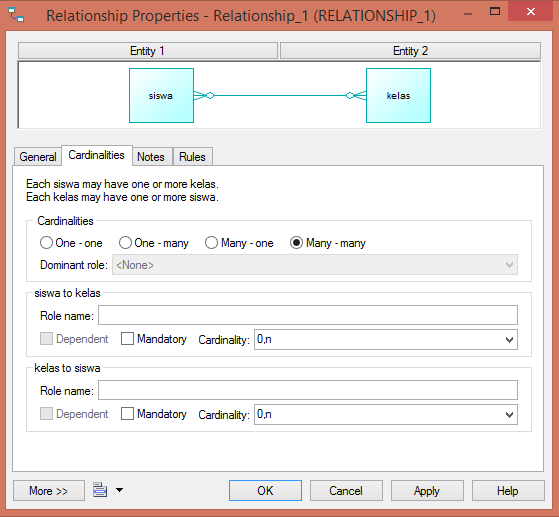 Relationship Properties - Relationship_1 (RELATIONSHIP_1)
Entity 1 Entity 2
siswa kelas
General Cardinalities Notes Rules
Each siswa may have one or more kelas.
Each kelas may have one or more siswa.
Cardinalities
One - one One - many Many - one Many - many
Dominant role: <None>
siswa to kelas
Role name:
Dependent Mandatory Cardinality: 0,n
kelas to siswa
Role name:
Dependent Mandatory Cardinality: 0,n
More >> OK Cancel Apply Help